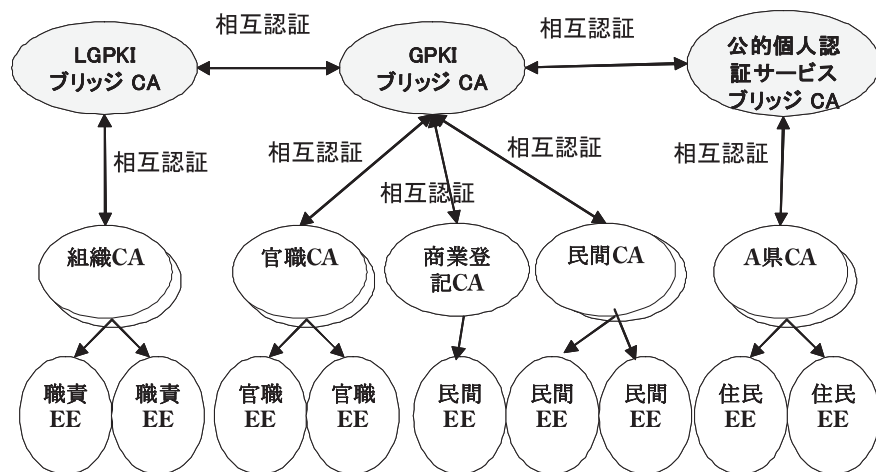 相互認証
相互認証
LGPKI
ブリッジ CA
GPKI
ブリッジ CA
公的個人認
証サービス
ブリッジ CA
相互認証
相互認証
相互認証
相互認証
相互認証
組織CA
官職CA
商業登
記CA
民間CA
A県CA
職責
EE
職責
EE
官職
EE
官職
EE
民間
EE
民間
EE
民間
EE
住民
EE
住民
EE